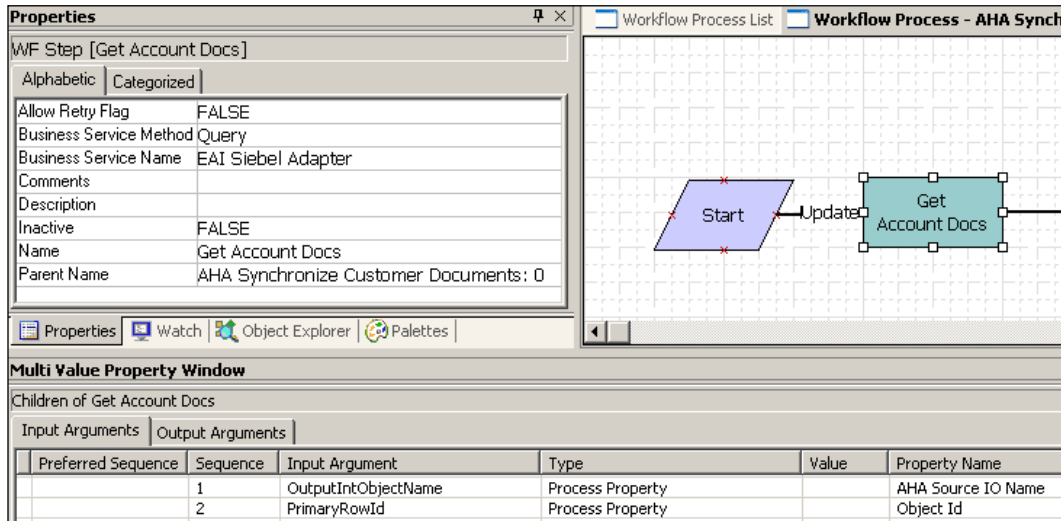 Properties
WF Step [Get Account Docs]
Alphabetic Categorized
Allow Retry Flag FALSE
Business Service Method Query
Business Service Name EAI Siebel Adapter
Comments
Description
Inactive FALSE
Name Get Account Docs
Parent Name AHA Synchronize Customer Documents: 0
Properties Watch Object Explorer Palettes
Workflow Process List Workflow Process - AHA Synch
Start
Update
Get
Account Docs
Multi Value Property Window
Children of Get Account Docs
Input Arguments Output Arguments
Preferred Sequence Sequence Input Argument Type Value Property Name
1 OutputIntObjectName Process Property AHA Source IO Name
2 PrimaryRowId Process Property Object Id